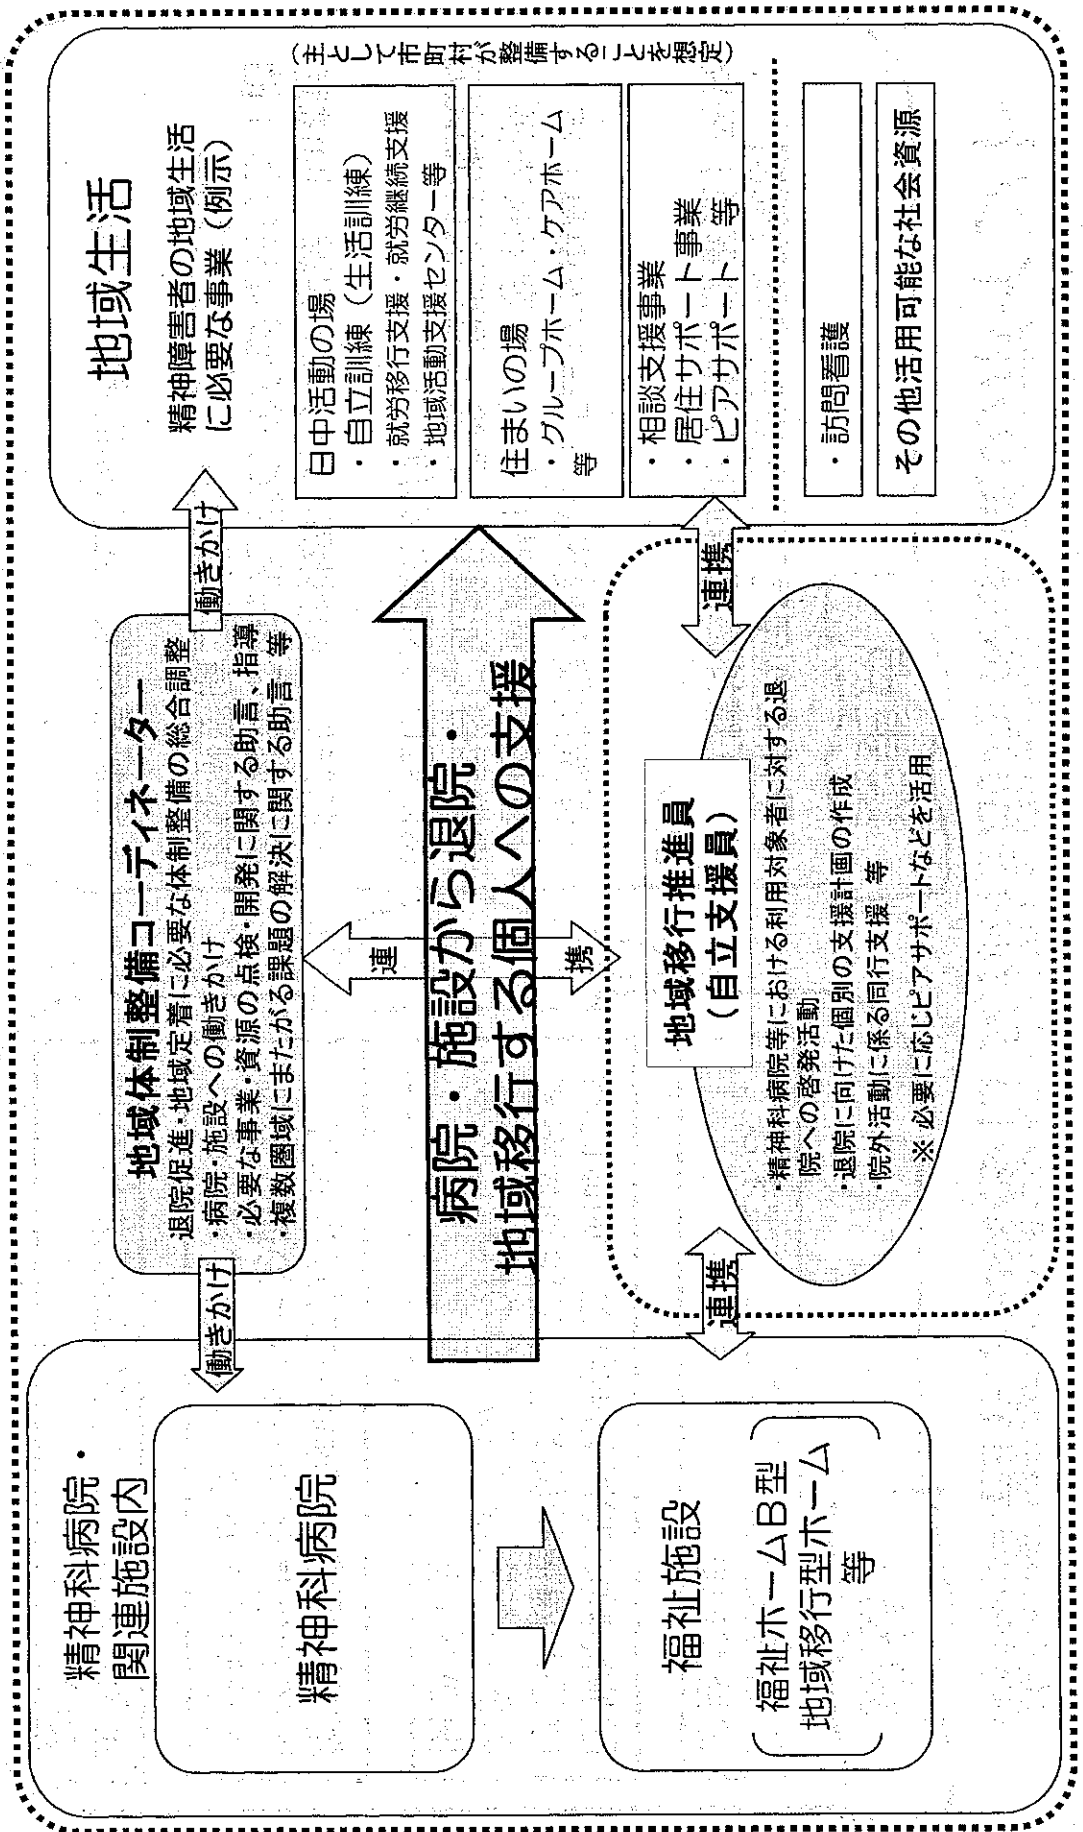 精神科病院・
関連施設内
精神科病院
福祉施設
福祉ホームB型
地域移行型ホーム
等
働きかけ
地域体制整備コーディネーター
退院促進・地域定着に必要な体制整備の総合調整
・病院・施設への働きかけ
・必要な事業・資源の点検・開発に関する助言、指導
・複数圏域にまたがる課題の解決に関する助言 等
働きかけ
連
携
病院・施設から退院・
地域移行する個人への支援
連携
地域移行推進員
（自立支援員）
・精神科病院等における利用対象者に対する退
院への啓発活動
・退院に向けた個別の支援計画の作成
・院外活動に係る同行支援 等
※ 必要に応じピアサポートなどを活用
連携
地域生活
精神障害者の地域生活
に必要な事業（例示）
（主として市町村が整備することを想定）
日中活動の場
・自立訓練（生活訓練）
・就労移行支援・就労継続支援
・地域活動支援センター等
住まいの場
・グループホーム・ケアホーム
等
・相談支援事業
・居住サポート事業
・ピアサポート 等
・訪問看護
その他活用可能な社会資源